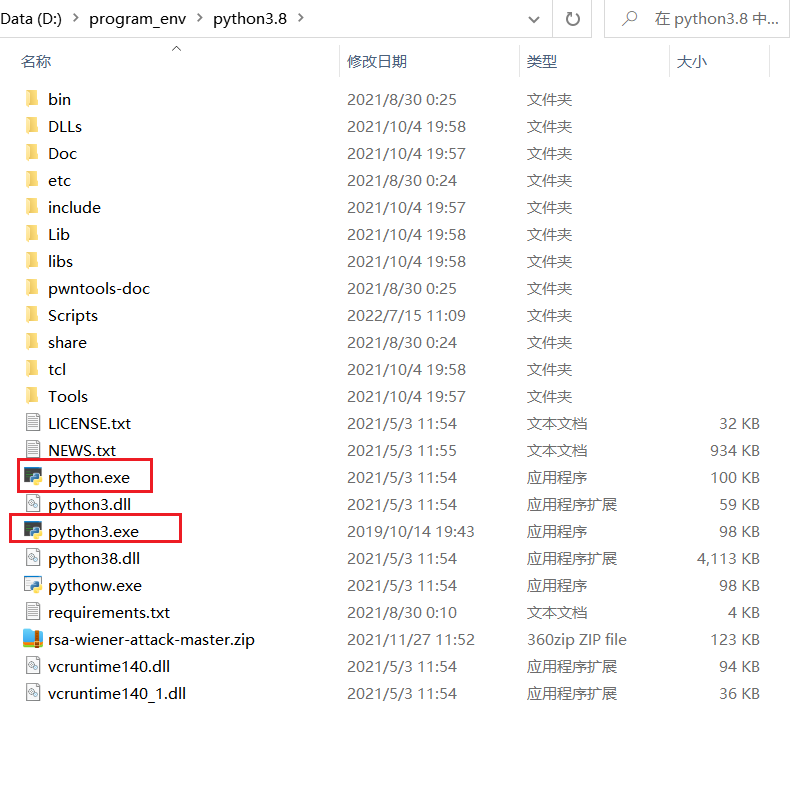 Data (D:) > program_env > python3.8 > 在 python3.8 中...
名称 修改日期 类型 大小
bin 2021/8/30 0:25 文件夹
DLLs 2021/10/4 19:58 文件夹
Doc 2021/10/4 19:57 文件夹
etc 2021/8/30 0:24 文件夹
include 2021/10/4 19:57 文件夹
Lib 2021/10/4 19:58 文件夹
libs 2021/10/4 19:58 文件夹
pwntools-doc 2021/8/30 0:25 文件夹
Scripts 2022/7/15 11:09 文件夹
share 2021/8/30 0:24 文件夹
tcl 2021/10/4 19:58 文件夹
Tools 2021/10/4 19:57 文件夹
LICENSE.txt 2021/5/3 11:54 文本文档 32 KB
NEWS.txt 2021/5/3 11:55 文本文档 934 KB
python.exe 2021/5/3 11:54 应用程序 100 KB
python3.dll 2021/5/3 11:54 应用程序扩展 59 KB
python3.exe 2019/10/14 19:43 应用程序 98 KB
python38.dll 2021/5/3 11:54 应用程序扩展 4,113 KB
pythonw.exe 2021/5/3 11:54 应用程序 98 KB
requirements.txt 2021/8/30 0:10 文本文档 4 KB
rsa-wiener-attack-master.zip 2021/11/27 11:52 360zip ZIP file 123 KB
vcruntime140.dll 2021/5/3 11:54 应用程序扩展 94 KB
vcruntime140_1.dll 2021/5/3 11:54 应用程序扩展 36 KB